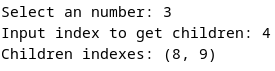 Select an number: 3
Input index to get children: 4
Children indexes: (8, 9)